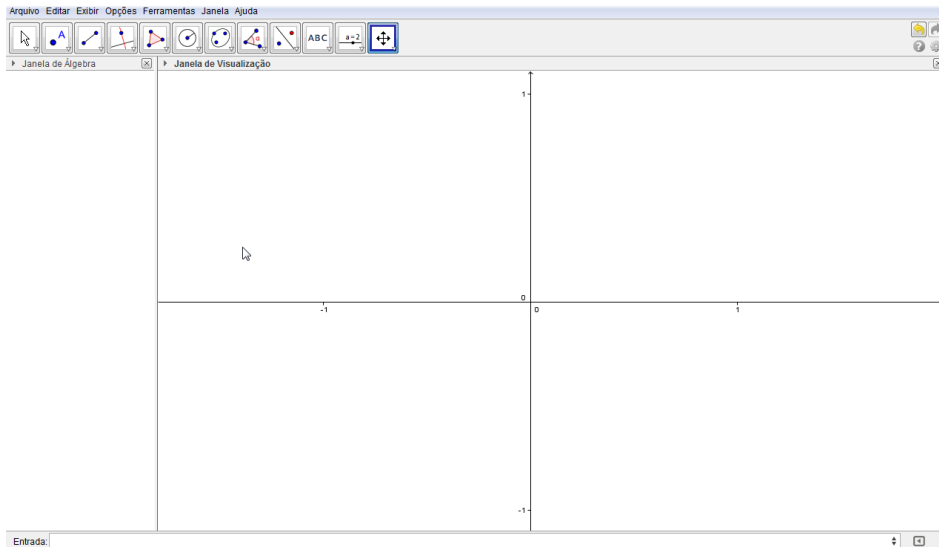 Arquivo Editar Exibir Opções Ferramentas Janela Ajuda
A α ABC a=2
Janela de Álgebra Janela de Visualização
1
0
-1 0 1
-1
Entrada: